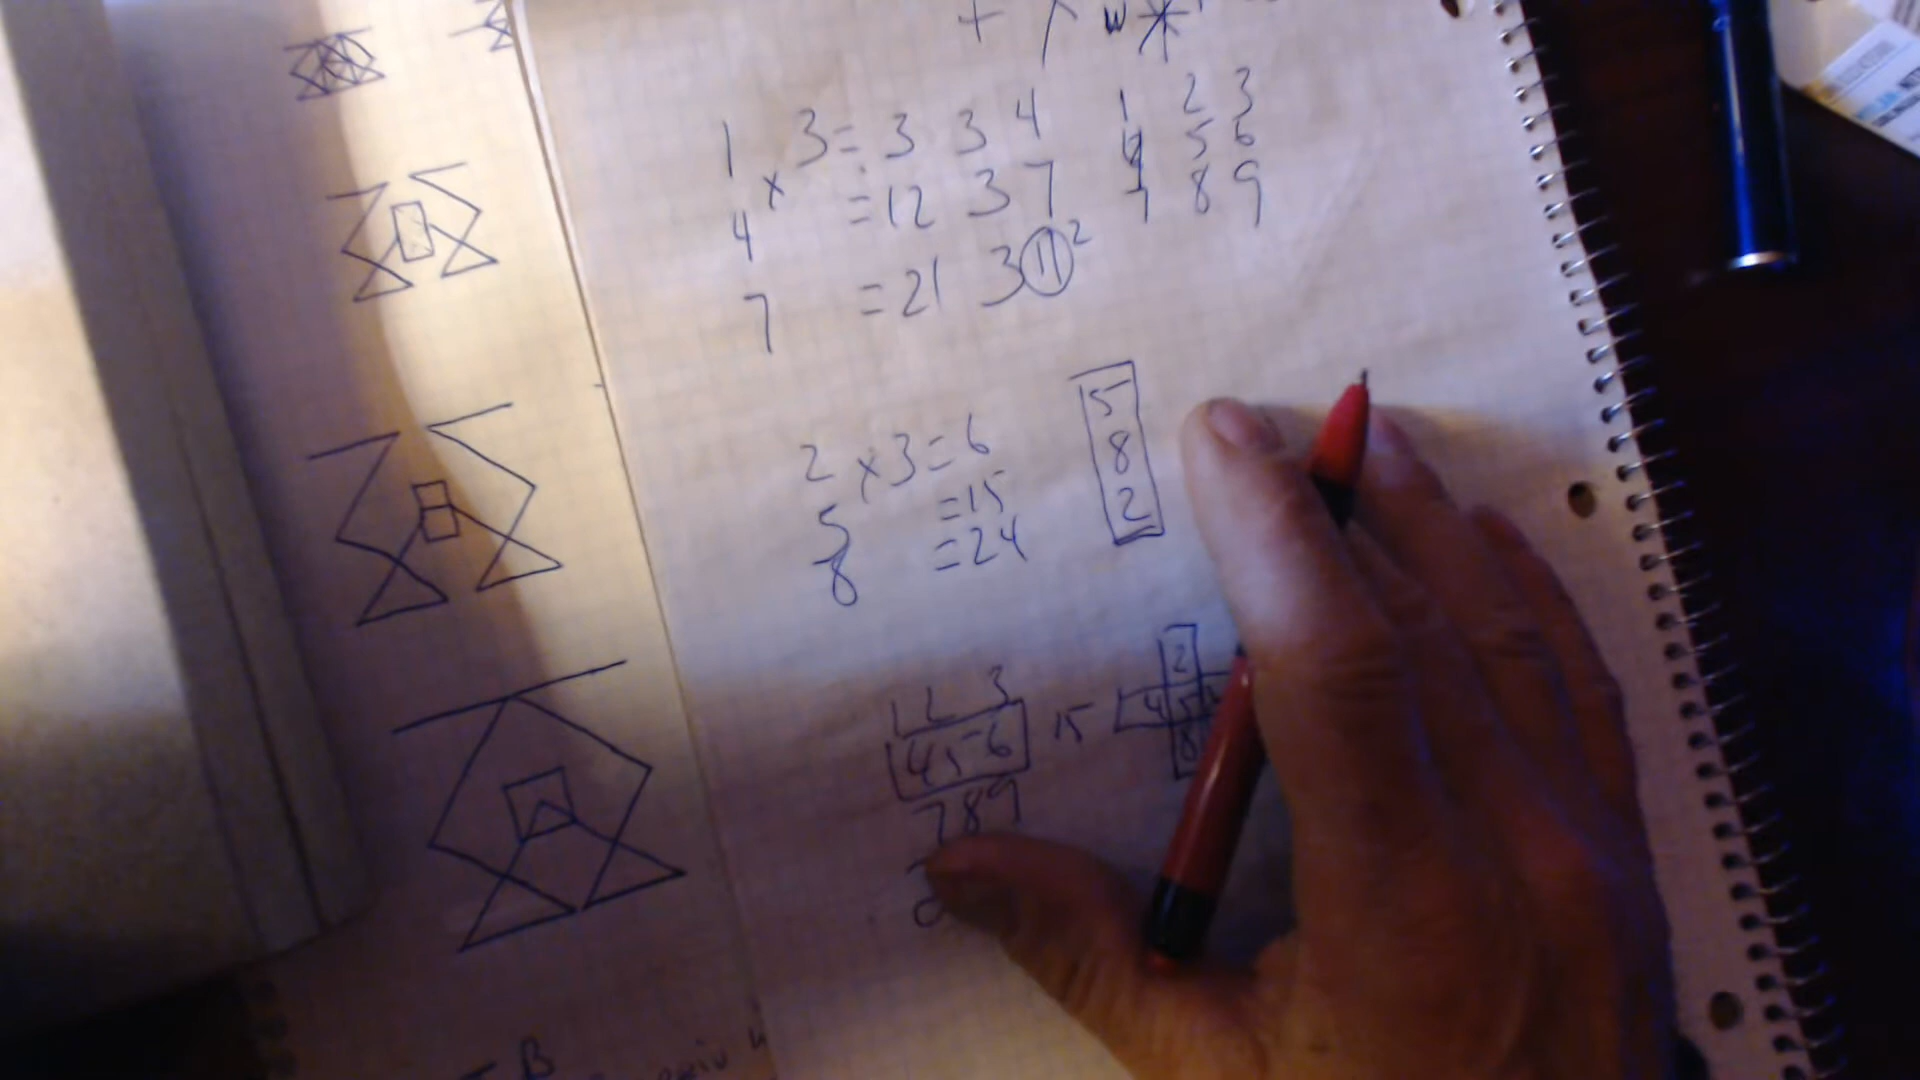 + w
1 × 3 = 3 3 4 1 2 3
4 = 12 3 7 4 5 6
7 = 21 3 11 2 7 8 9
2 × 3 = 6
5 = 15
8 = 24
5
8
2
1 2 3
4 5 6 15
7 8 9
2
4 5
8
B